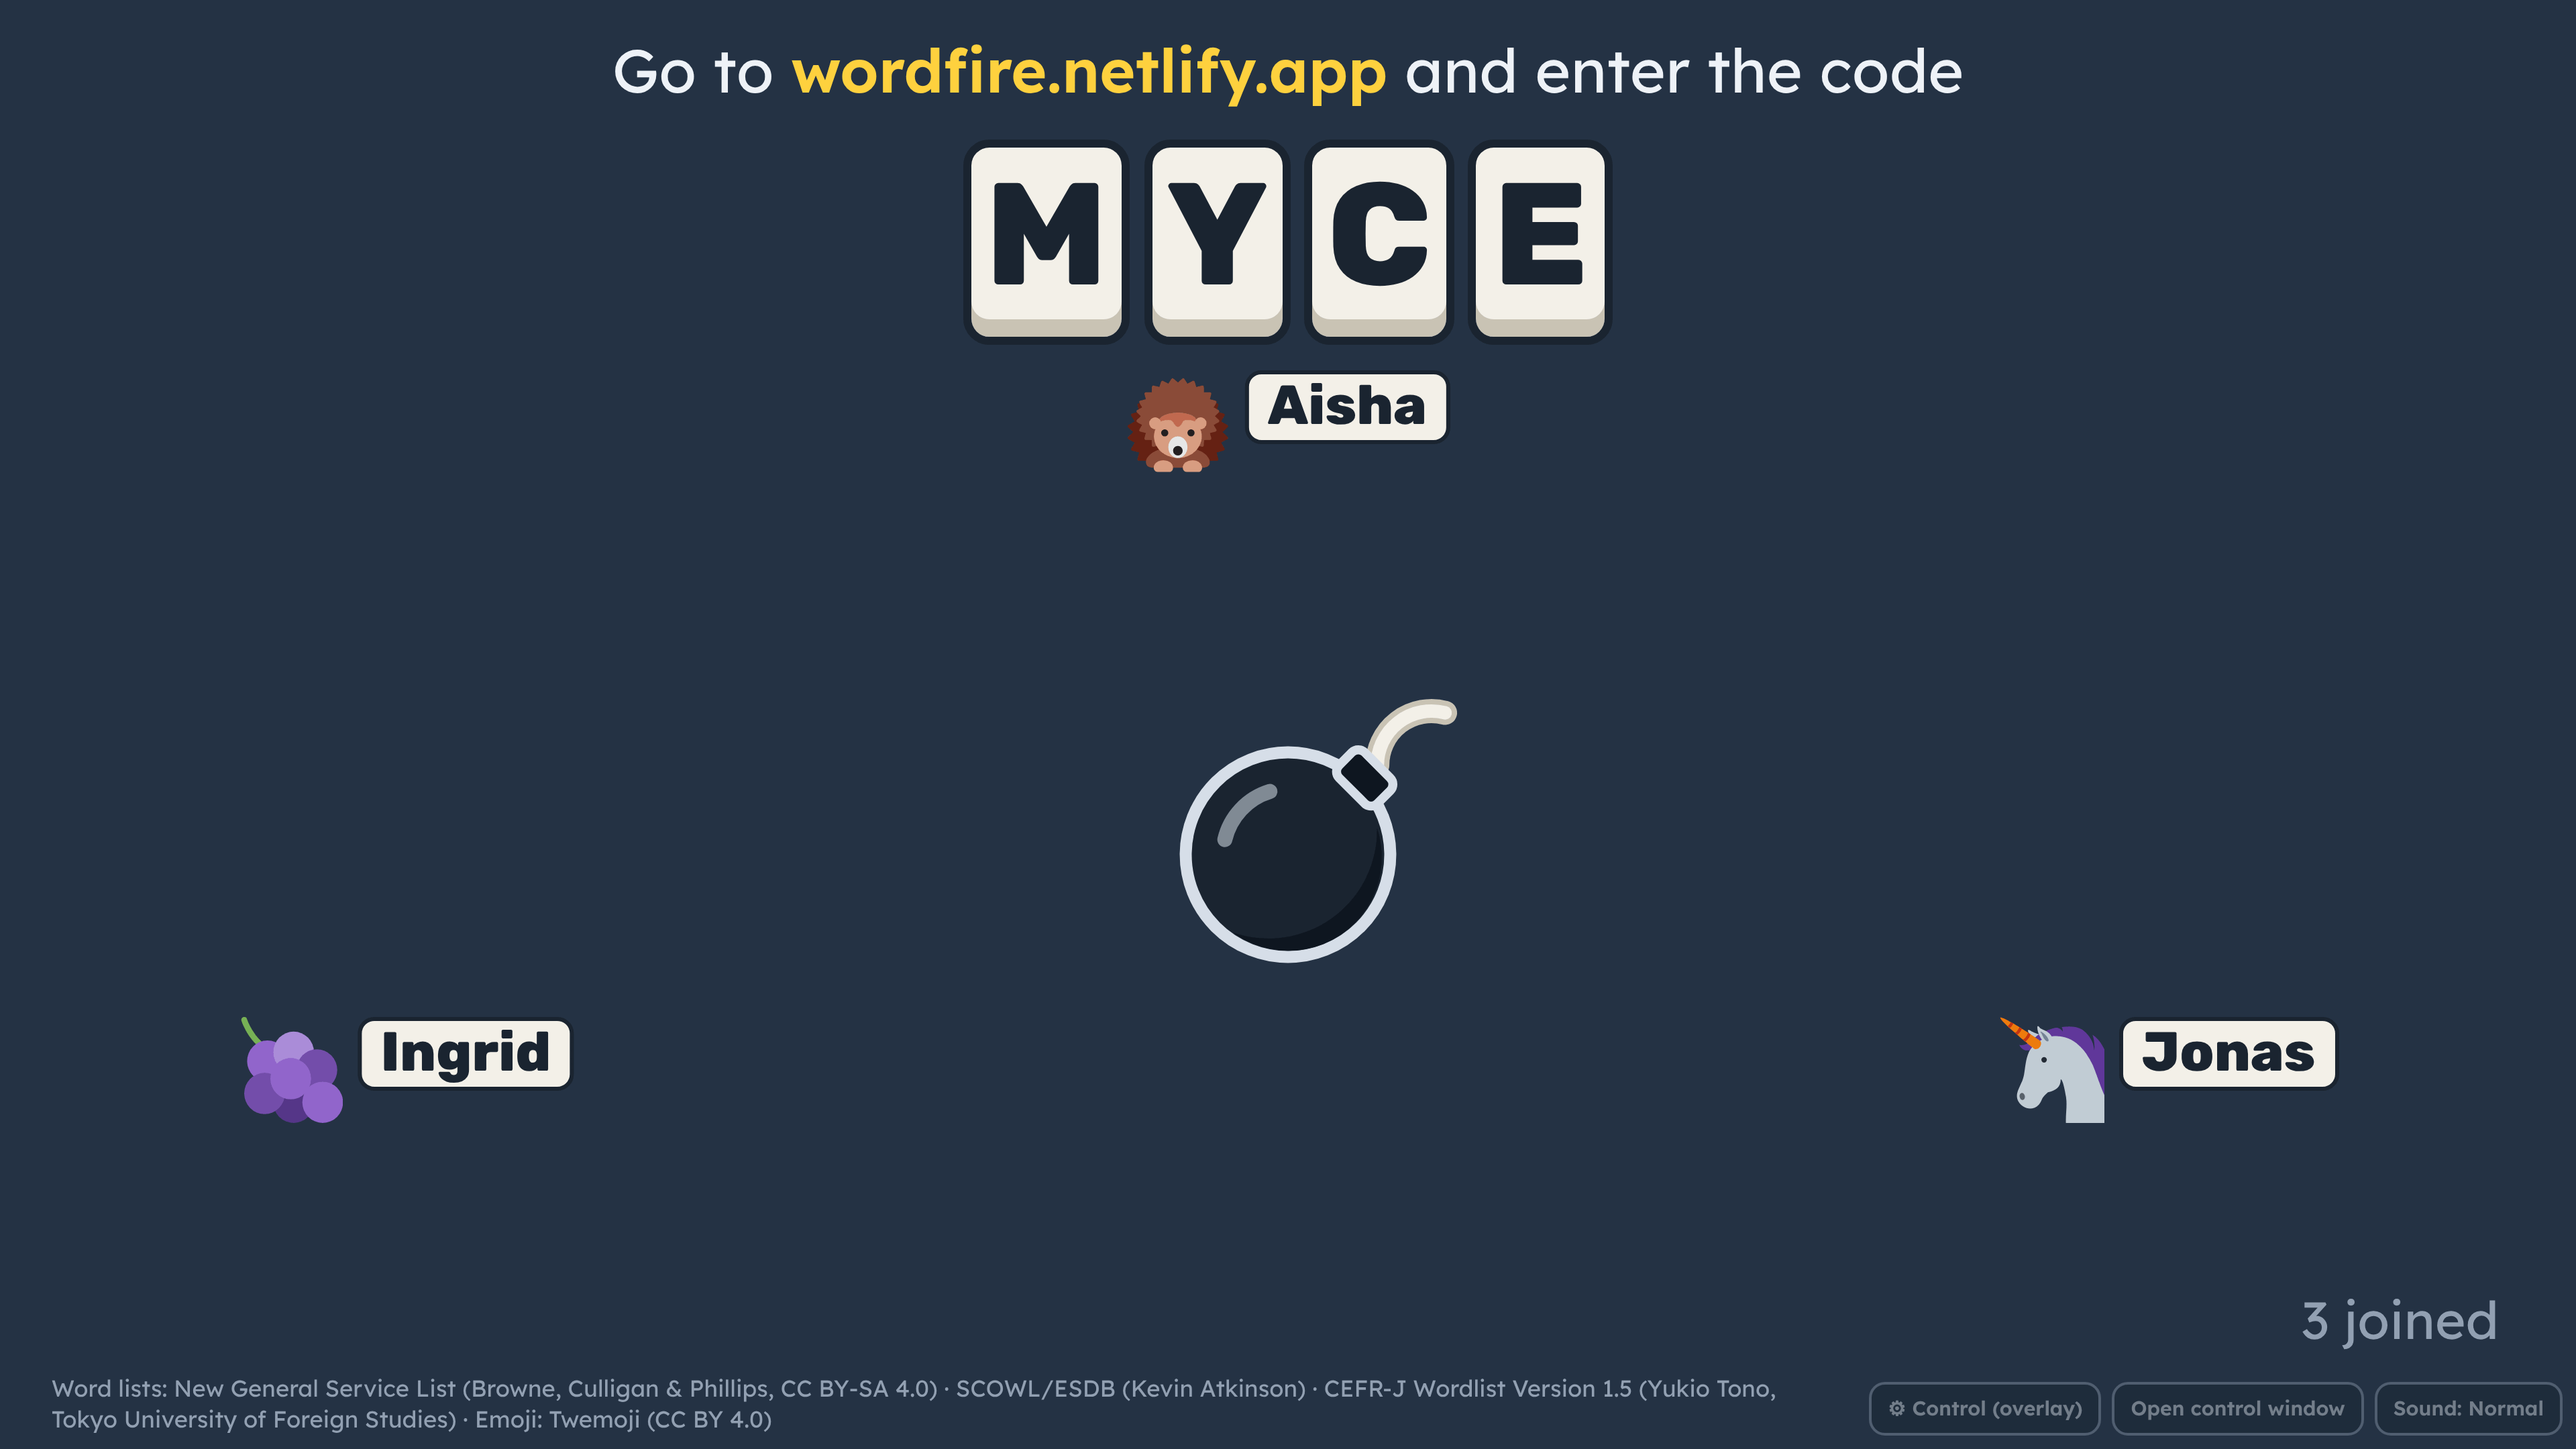 Go to wordfire.netlify.app and enter the code
MYCE
Aisha
Ingrid
Jonas
3 joined
Word lists: New General Service List (Browne, Culligan & Phillips, CC BY-SA 4.0) · SCOWL/ESDB (Kevin Atkinson) · CEFR-J Wordlist Version 1.5 (Yukio Tono,
Tokyo University of Foreign Studies) · Emoji: Twemoji (CC BY 4.0)
⚙ Control (overlay)
Open control window
Sound: Normal